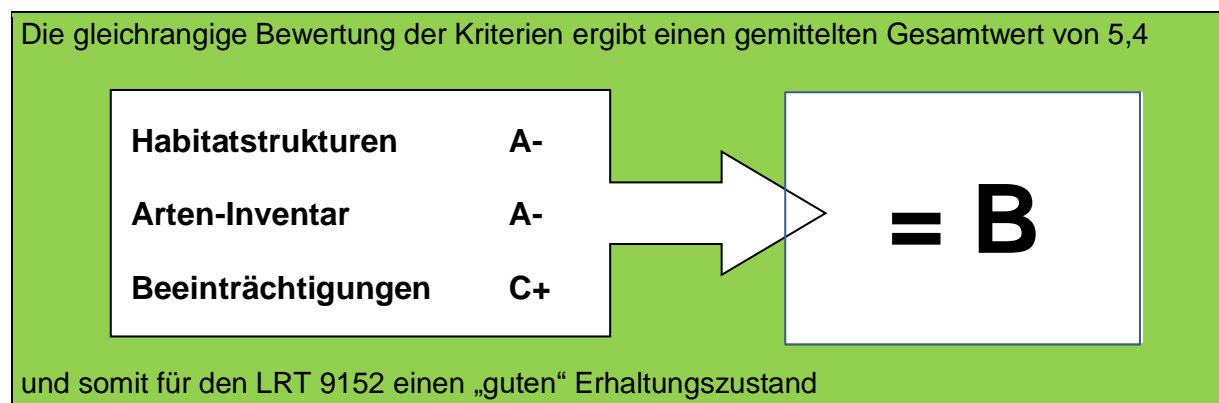 Die gleichrangige Bewertung der Kriterien ergibt einen gemittelten Gesamtwert von 5,4
Habitatstrukturen A-
Arten-Inventar A-
Beeinträchtigungen C+
= B
und somit für den LRT 9152 einen „guten“ Erhaltungszustand